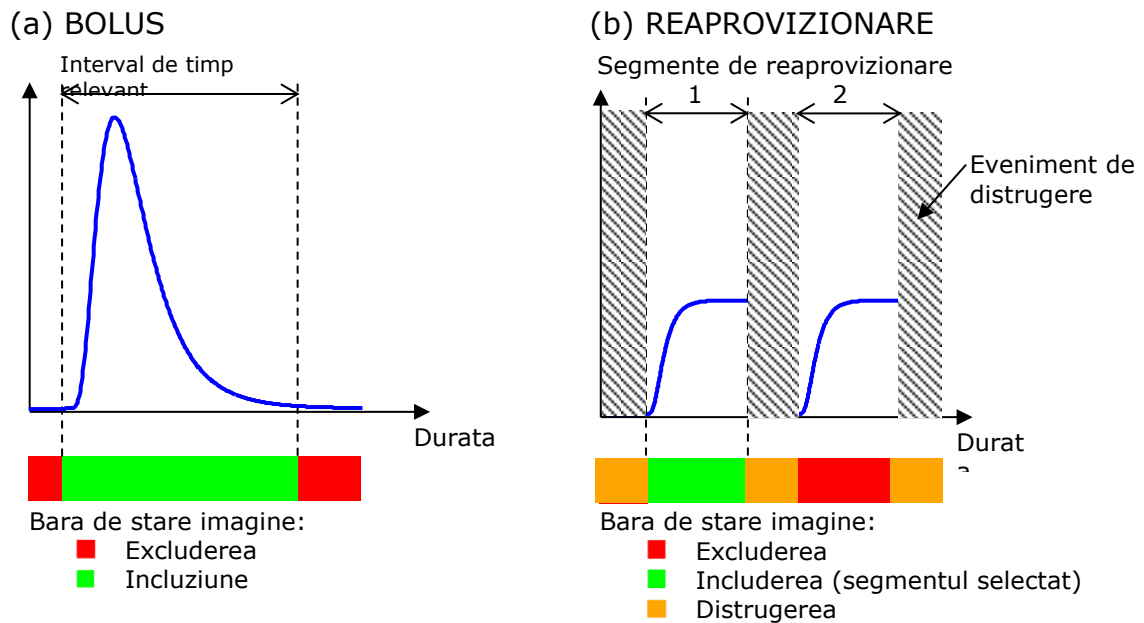 (a) BOLUS
Interval de timp
relevant
Durata
Bara de stare imagine:
Excluderea
Incluziune
(b) REAPROVIZIONARE
Segmente de reaprovizionare
1
2
Eveniment de
distrugere
Durat
a
Bara de stare imagine:
Excluderea
Includerea (segmentul selectat)
Distrugerea